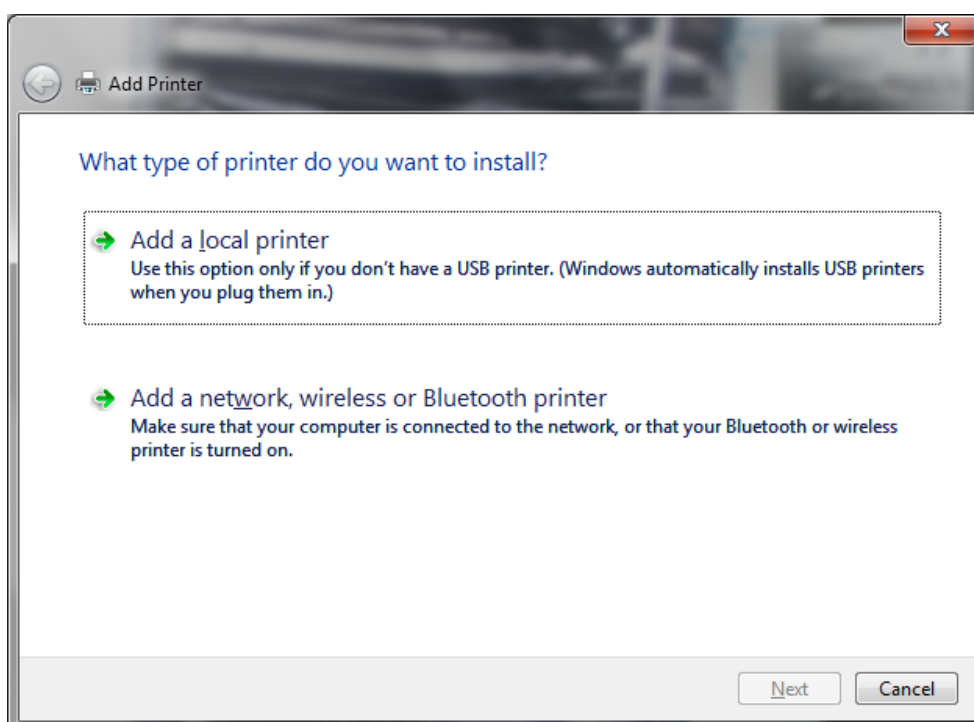 Add Printer
What type of printer do you want to install?
Add a local printer
Use this option only if you don't have a USB printer. (Windows automatically installs USB printers
when you plug them in.)
Add a network, wireless or Bluetooth printer
Make sure that your computer is connected to the network, or that your Bluetooth or wireless
printer is turned on.
Next
Cancel